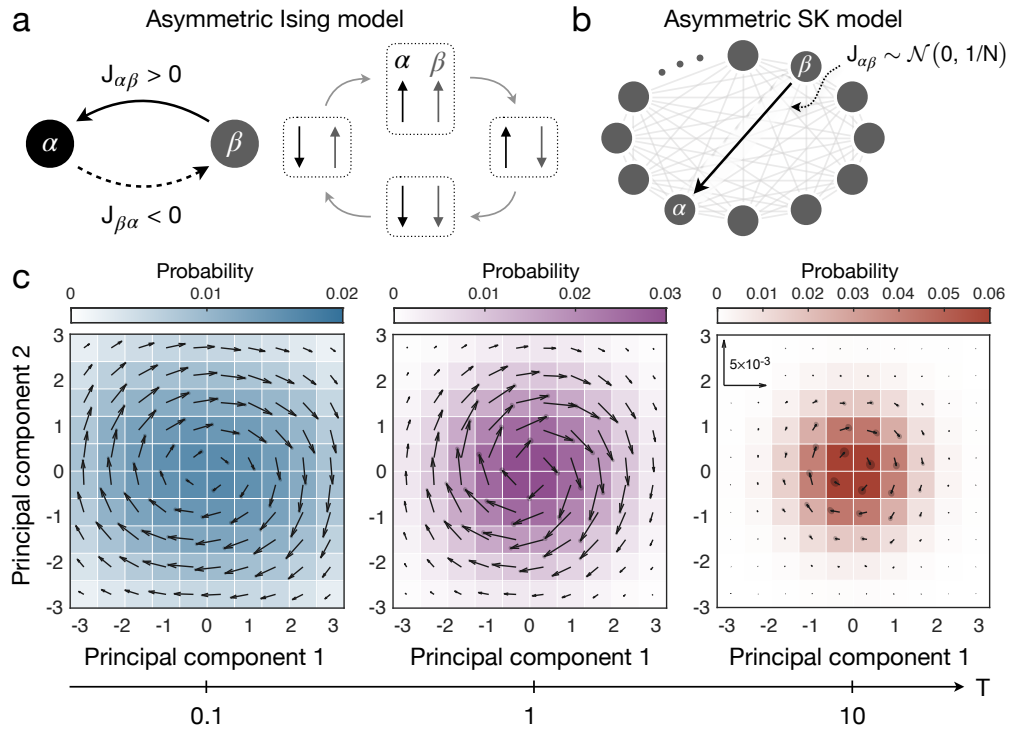 a
Asymmetric Ising model
J_αβ > 0
α
β
J_βα < 0
α β
b
Asymmetric SK model
β
J_αβ ∼ 𝒩(0, 1/N)
α
c
Probability
0 0.01 0.02
Probability
0 0.01 0.02 0.03
Probability
0 0.01 0.02 0.03 0.04 0.05 0.06
Principal component 2
3
2
1
0
-1
-2
-3
-3 -2 -1 0 1 2 3
Principal component 1
3
2
1
0
-1
-2
-3
-3 -2 -1 0 1 2 3
Principal component 1
5×10⁻³
3
2
1
0
-1
-2
-3
-3 -2 -1 0 1 2 3
Principal component 1
T
0.1 1 10